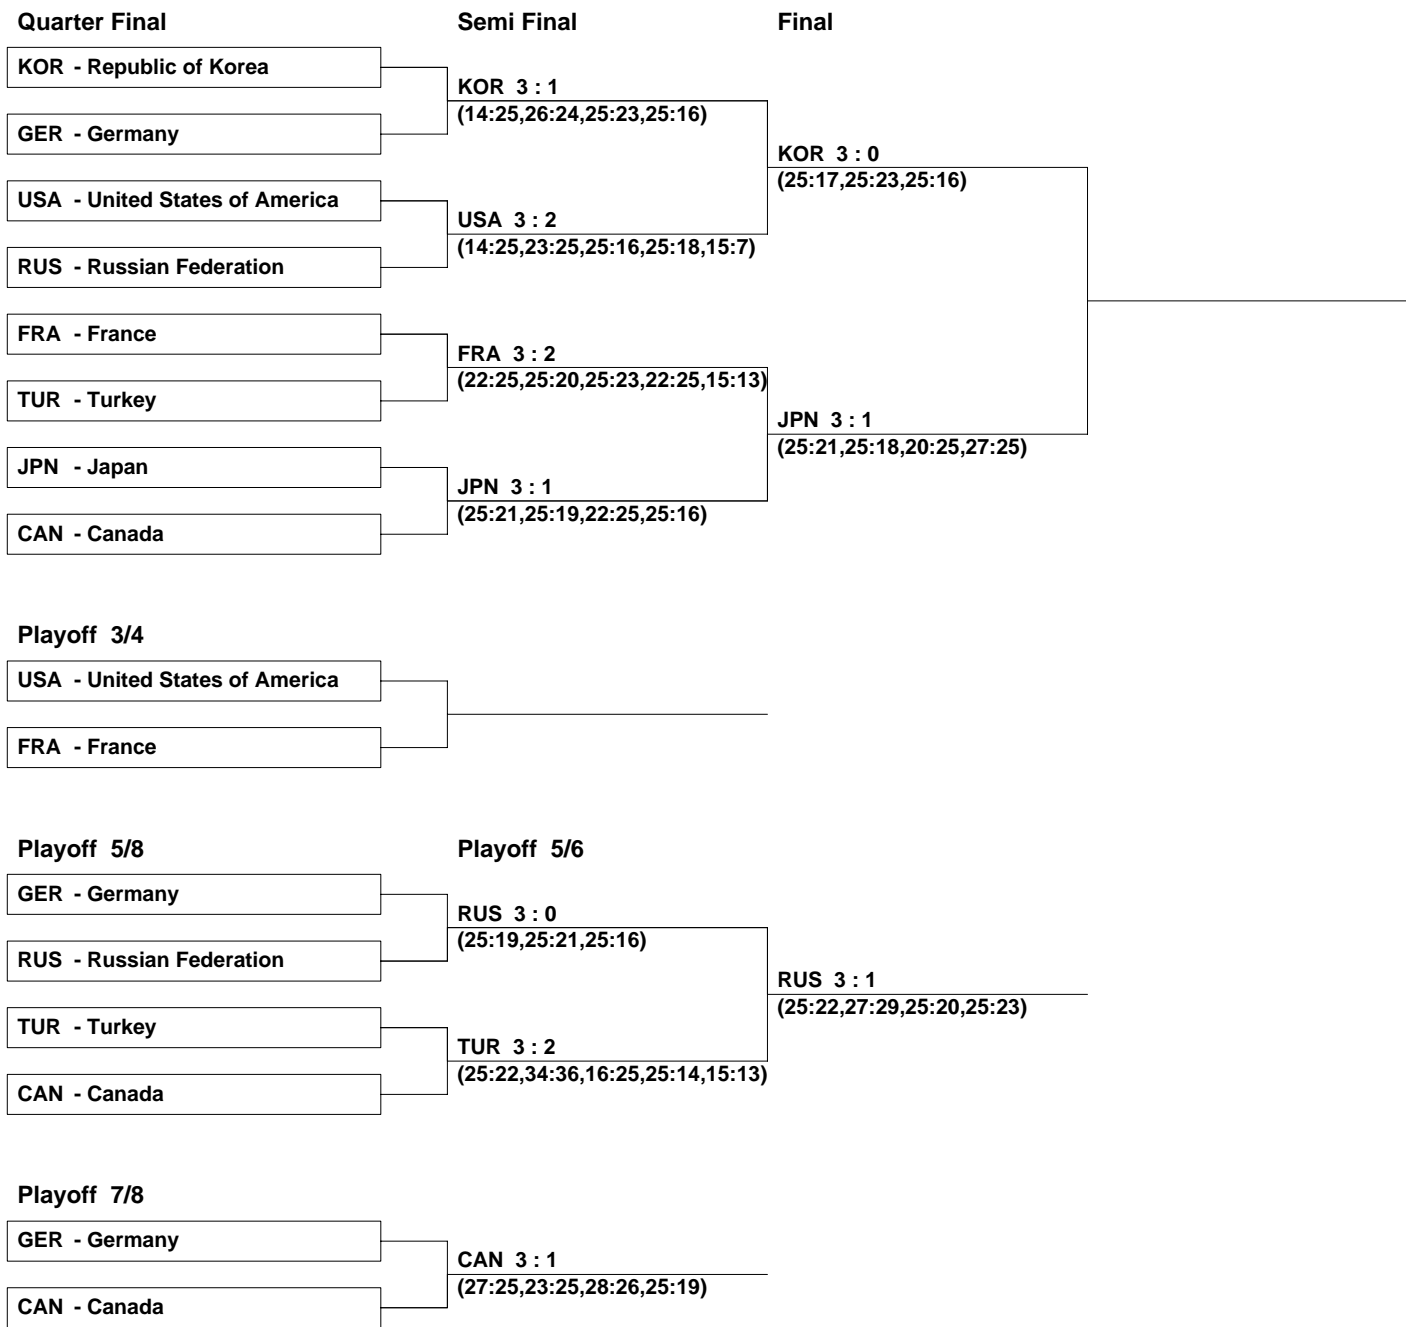 Quarter Final Semi Final Final
KOR - Republic of Korea
KOR 3 : 1
(14:25,26:24,25:23,25:16)
GER - Germany
KOR 3 : 0
(25:17,25:23,25:16)
USA - United States of America
USA 3 : 2
(14:25,23:25,25:16,25:18,15:7)
RUS - Russian Federation
FRA - France
FRA 3 : 2
(22:25,25:20,25:23,22:25,15:13)
TUR - Turkey
JPN 3 : 1
(25:21,25:18,20:25,27:25)
JPN - Japan
JPN 3 : 1
(25:21,25:19,22:25,25:16)
CAN - Canada
Playoff 3/4
USA - United States of America
FRA - France
Playoff 5/8 Playoff 5/6
GER - Germany
RUS 3 : 0
(25:19,25:21,25:16)
RUS - Russian Federation
RUS 3 : 1
(25:22,27:29,25:20,25:23)
TUR - Turkey
TUR 3 : 2
(25:22,34:36,16:25,25:14,15:13)
CAN - Canada
Playoff 7/8
GER - Germany
CAN 3 : 1
(27:25,23:25,28:26,25:19)
CAN - Canada